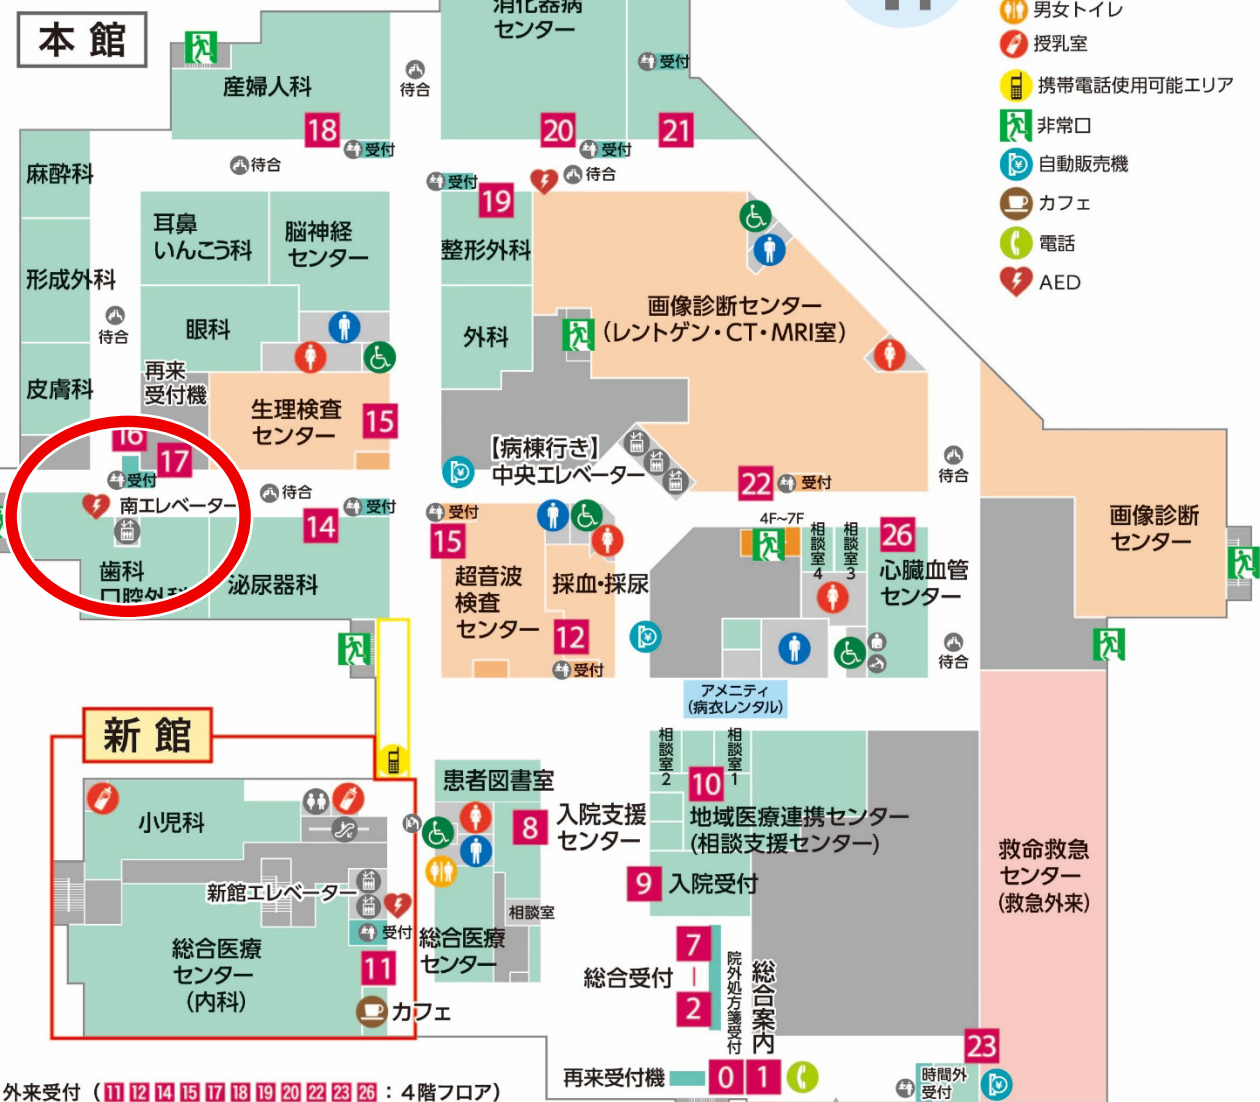 本館
消化器病
センター
受付
男女トイレ
授乳室
携帯電話使用可能エリア
非常口
自動販売機
カフェ
電話
AED
産婦人科
待合
18
受付
20
受付
21
麻酔科
待合
受付
19
待合
耳鼻
いんこう科
脳神経
センター
整形外科
形成外科
待合
眼科
外科
画像診断センター
(レントゲン・CT・MRI室)
皮膚科
再来
受付機
生理検査
センター
15
16
17
受付
南エレベーター
待合
受付
14
歯科
口腔外科
泌尿器科
【病棟行き】
中央エレベーター
22
受付
待合
受付
15
超音波
検査
センター
採血・採尿
12
受付
4F~7F
相談室4
相談室3
26
心臓血管
センター
待合
画像診断
センター
アメニティ
(病衣レンタル)
新館
小児科
新館エレベーター
受付
総合医療
センター
(内科)
11
カフェ
患者図書室
8
入院支援
センター
相談室
総合医療
センター
相談室2
相談室1
10
地域医療連携センター
(相談支援センター)
9
入院受付
7
総合受付
2
院外処方箋受付
総合案内
救命救急
センター
(救急外来)
再来受付機
0
1
23
時間外
受付
外来受付(11 12 14 15 17 18 19 20 22 23 26:4階フロア)